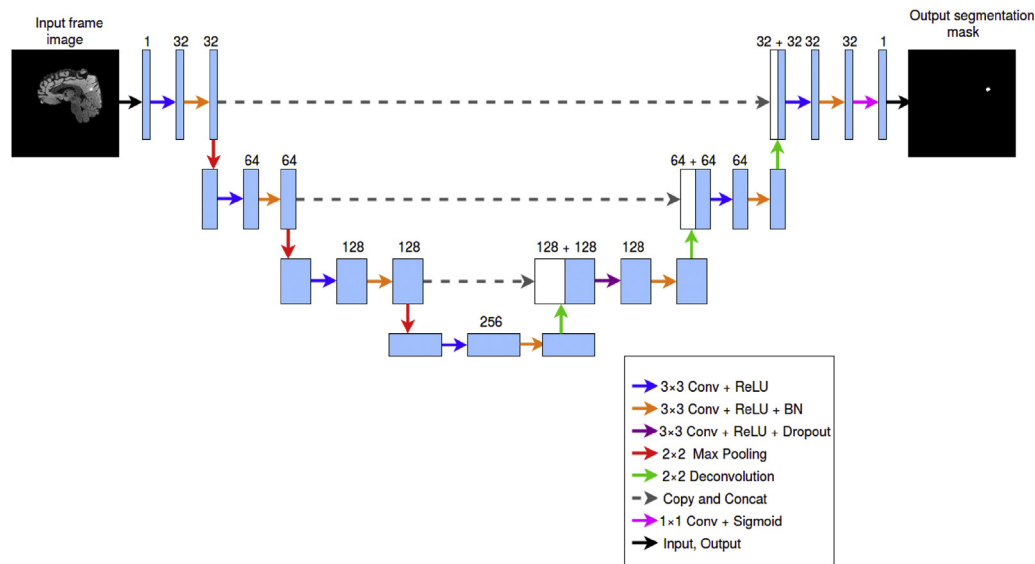 Input frame
image
Output segmentation
mask
1 32 32
32 + 32 32 32 1
64 64
64 + 64 64
128 128
128 + 128 128
256
3×3 Conv + ReLU
3×3 Conv + ReLU + BN
3×3 Conv + ReLU + Dropout
2×2 Max Pooling
2×2 Deconvolution
Copy and Concat
1×1 Conv + Sigmoid
Input, Output